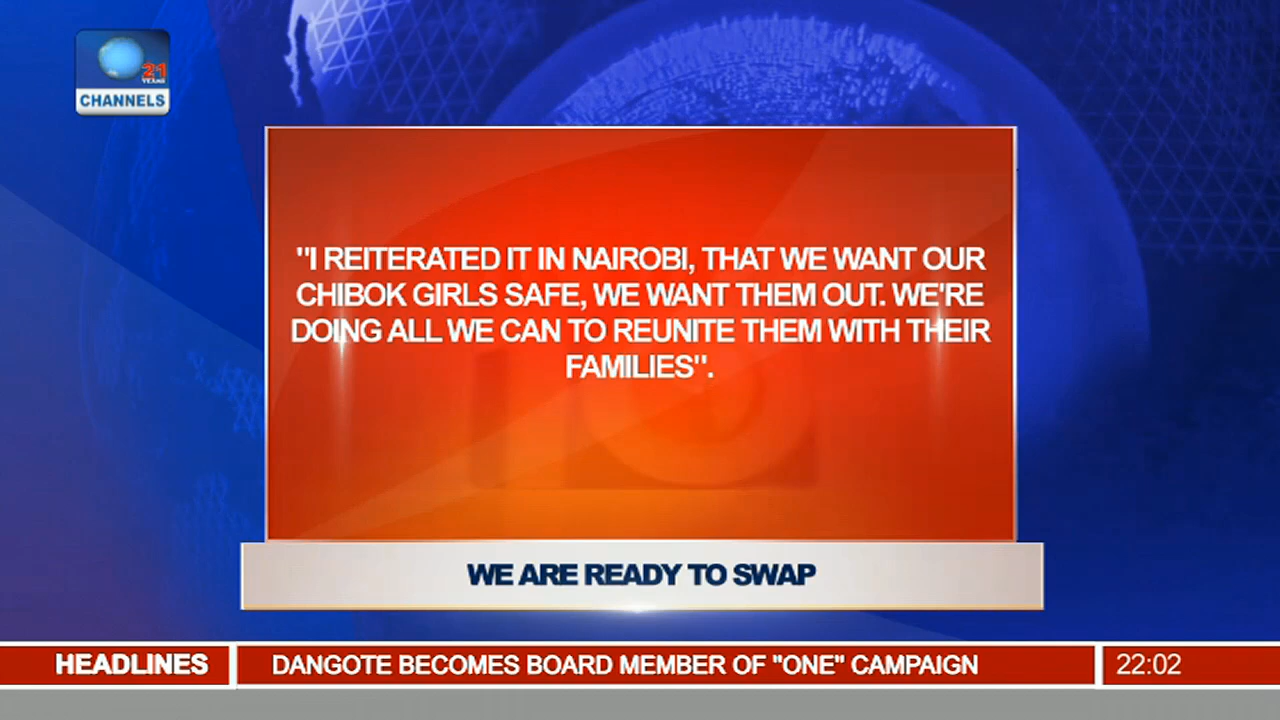 21
YEARS
CHANNELS
"I REITERATED IT IN NAIROBI, THAT WE WANT OUR
CHIBOK GIRLS SAFE, WE WANT THEM OUT. WE'RE
DOING ALL WE CAN TO REUNITE THEM WITH THEIR
FAMILIES".
WE ARE READY TO SWAP
HEADLINES
DANGOTE BECOMES BOARD MEMBER OF "ONE" CAMPAIGN
22:02